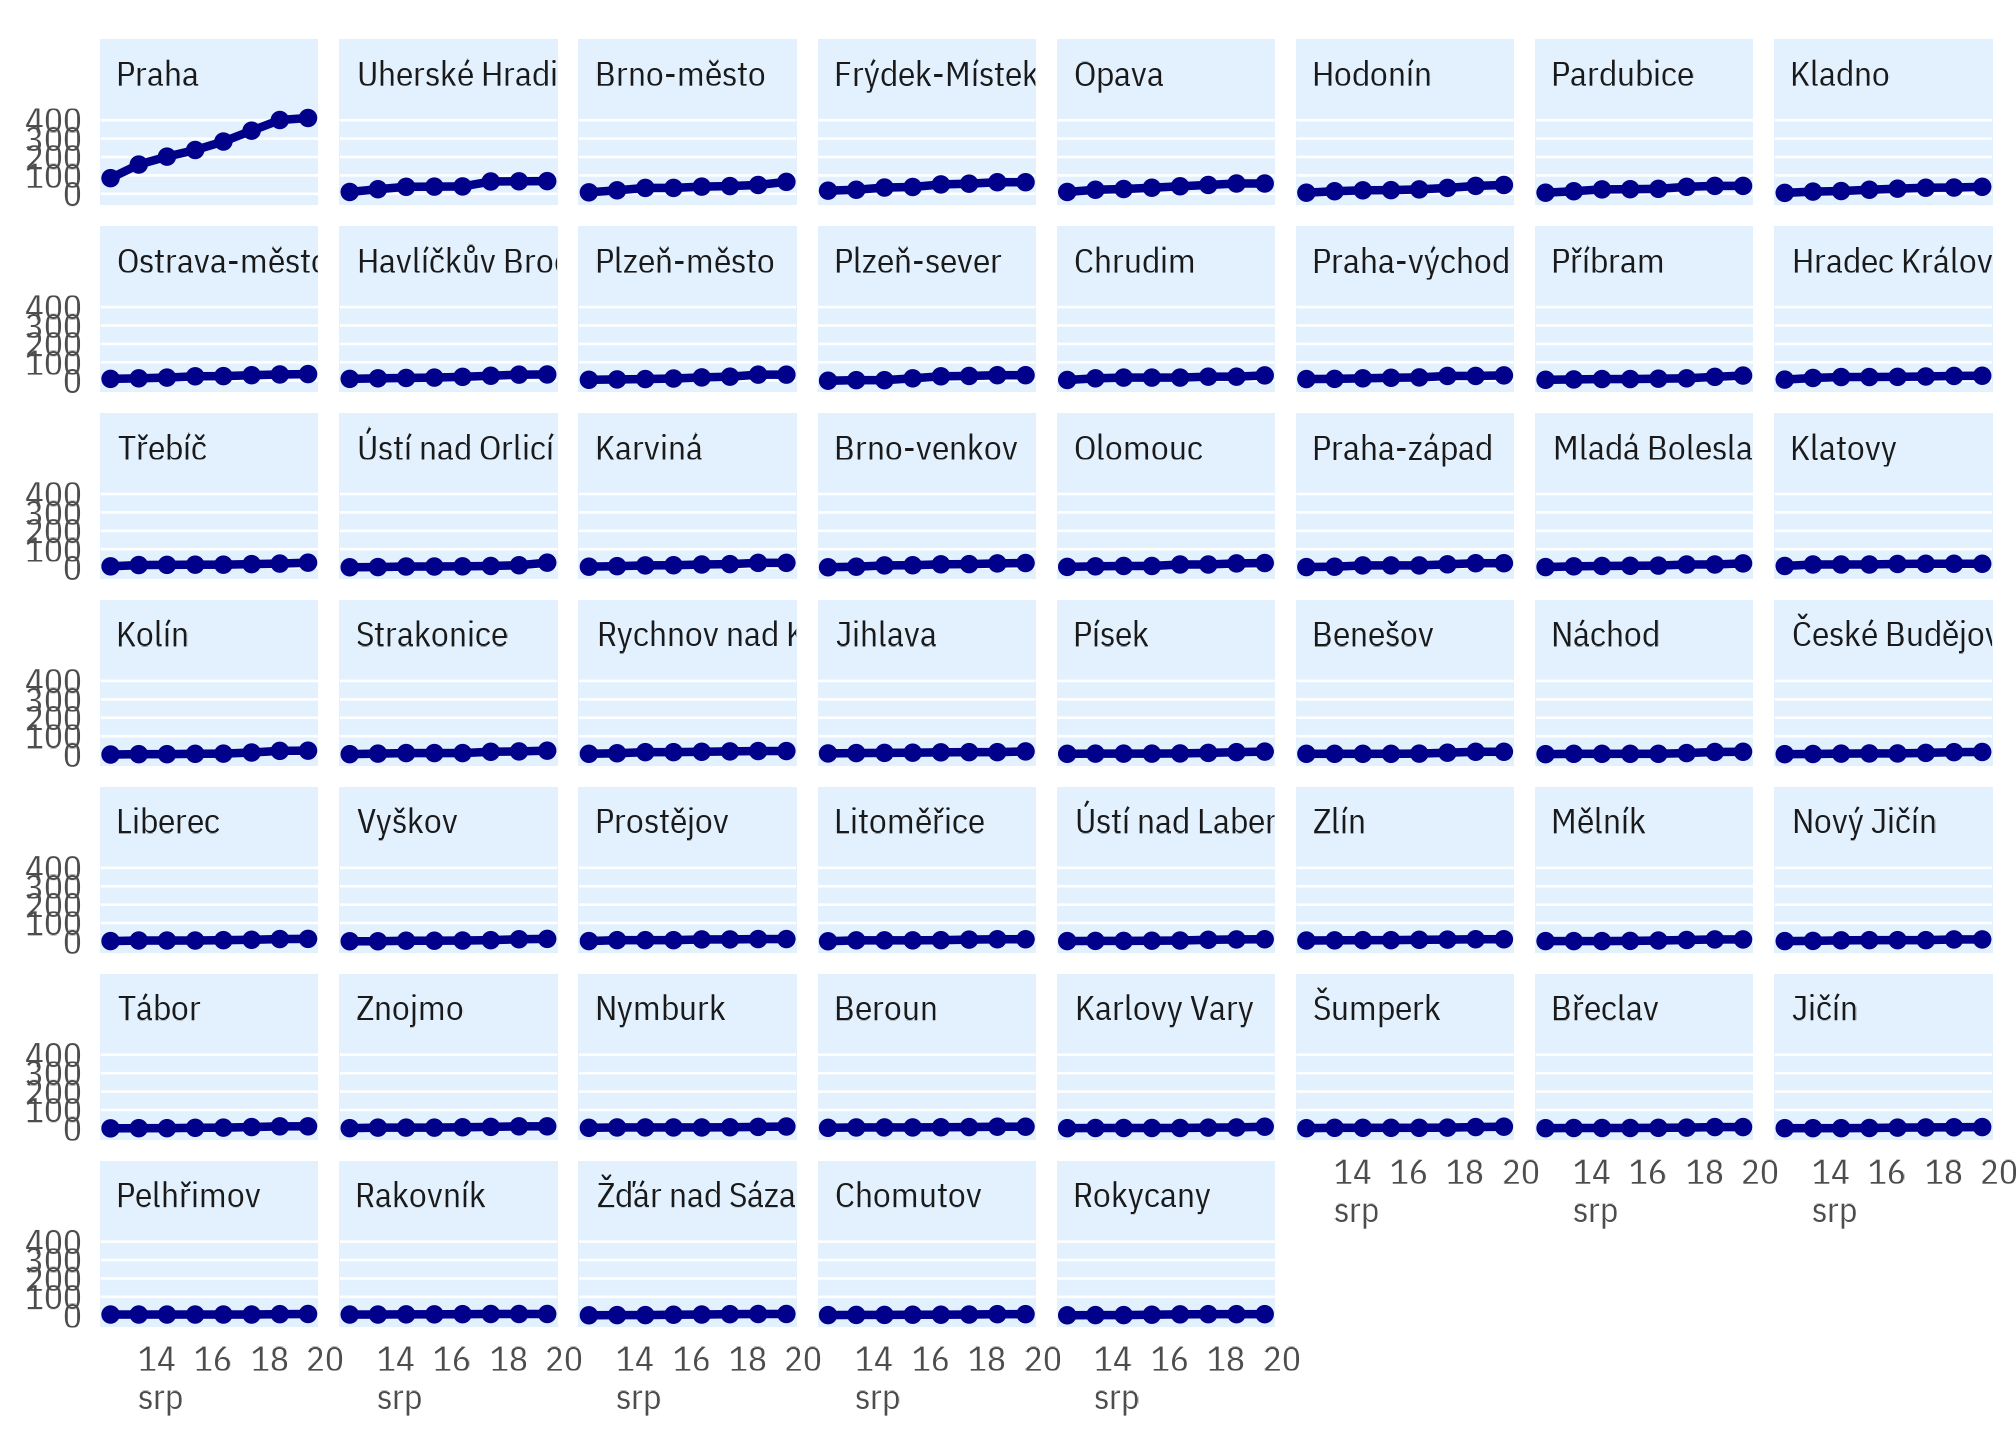 Praha
Uherské Hradi
Brno-město
Frýdek-Místek
Opava
Hodonín
Pardubice
Kladno
400
300
200
100
0
Ostrava-město
Havlíčkův Brod
Plzeň-město
Plzeň-sever
Chrudim
Praha-východ
Příbram
Hradec Králov
400
300
200
100
0
Třebíč
Ústí nad Orlicí
Karviná
Brno-venkov
Olomouc
Praha-západ
Mladá Bolesla
Klatovy
400
300
200
100
0
Kolín
Strakonice
Rychnov nad K
Jihlava
Písek
Benešov
Náchod
České Budějov
400
300
200
100
0
Liberec
Vyškov
Prostějov
Litoměřice
Ústí nad Laber
Zlín
Mělník
Nový Jičín
400
300
200
100
0
Tábor
Znojmo
Nymburk
Beroun
Karlovy Vary
Šumperk
Břeclav
Jičín
400
300
200
100
0
14 16 18 20
srp
14 16 18 20
srp
14 16 18 20
srp
Pelhřimov
Rakovník
Žďár nad Sáza
Chomutov
Rokycany
400
300
200
100
0
14 16 18 20
srp
14 16 18 20
srp
14 16 18 20
srp
14 16 18 20
srp
14 16 18 20
srp